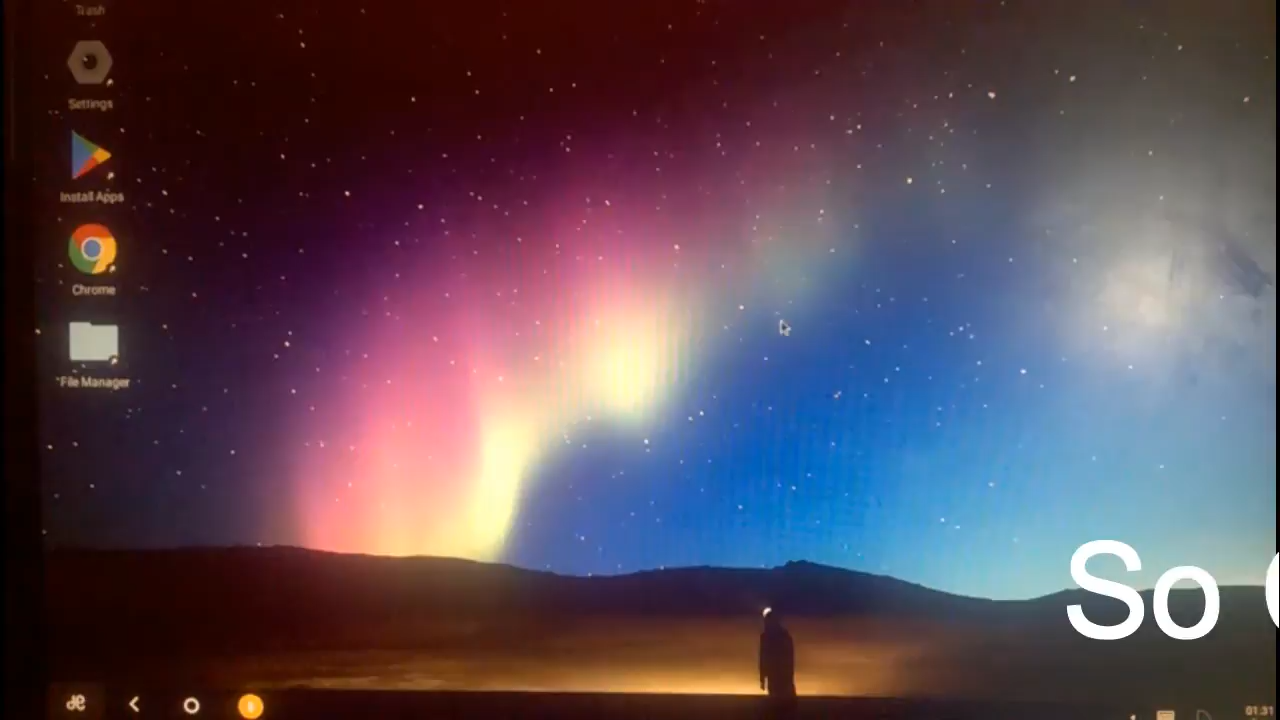 Trash
Settings
Install Apps
Chrome
File Manager
So
01:31